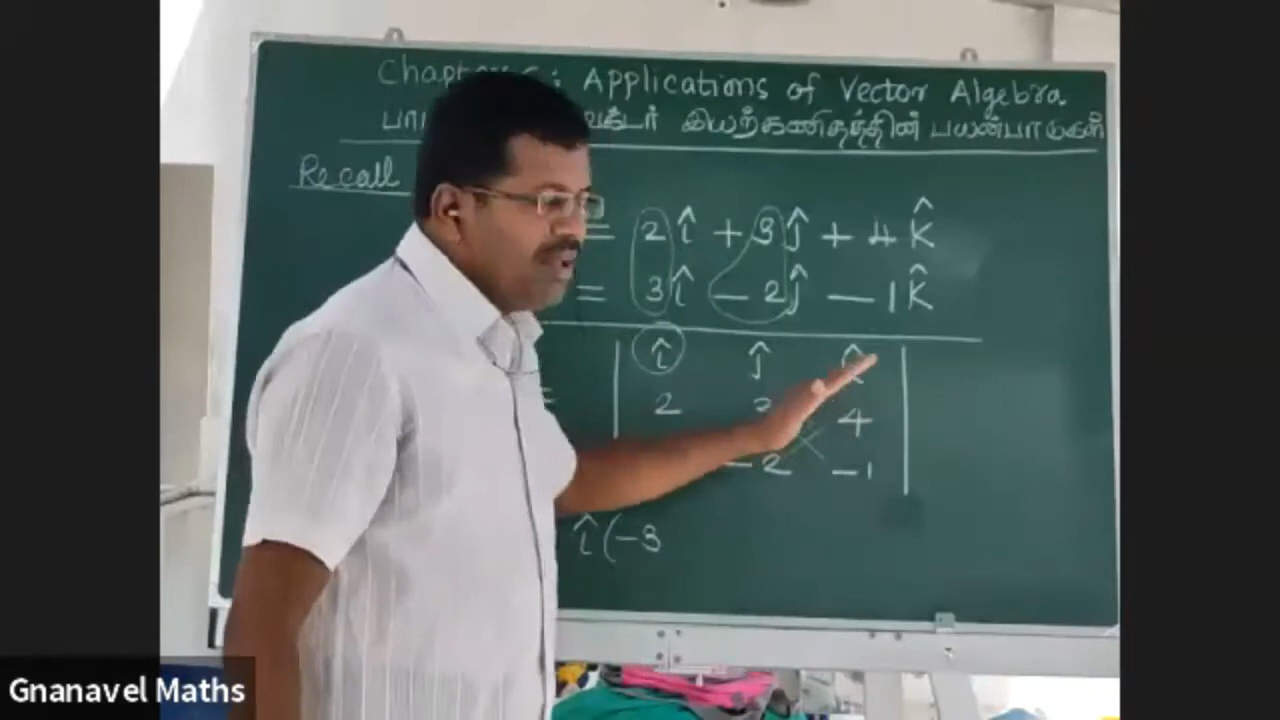 Chapter 6: Applications of Vector Algebra
இயற்கணிதத்தின் பயன்பாடுகள்
Recall
= 2î + 3ĵ + 4k̂
= 3î - 2ĵ - 1k̂
î ĵ k̂
2 3 4
-2 -1
î(-3
Gnanavel Maths